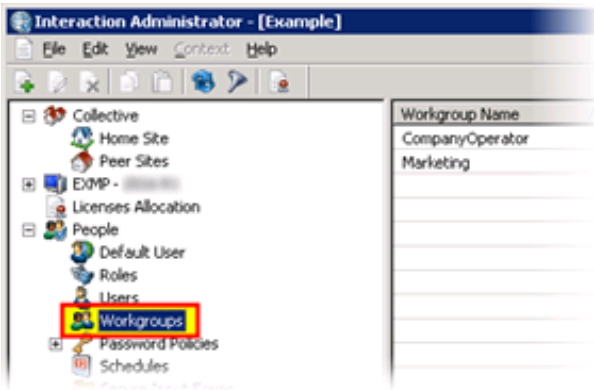 Interaction Administrator - [Example]
File Edit View Context Help
Collective
Home Site
Peer Sites
EXMP -
Licenses Allocation
People
Default User
Roles
Users
Workgroups
Password Policies
Schedules
Workgroup Name
CompanyOperator
Marketing